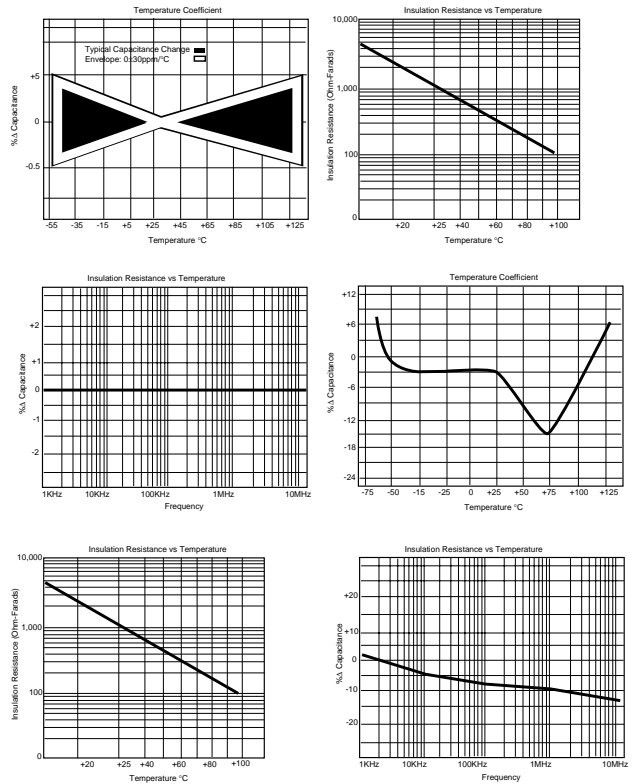 Temperature Coefficient
Typical Capacitance Change
Envelope: 0±30ppm/°C
%Δ Capacitance
+5
0
-0.5
-55 -35 -15 +5 +25 +45 +65 +85 +105 +125
Temperature °C
Insulation Resistance vs Temperature
Insulation Resistance (Ohm-Farads)
10,000
1,000
100
0
+20 +25 +40 +60 +80 +100
Temperature °C
Insulation Resistance vs Temperature
%Δ Capacitance
+2
+1
0
-1
-2
1KHz 10KHz 100KHz 1MHz 10MHz
Frequency
Temperature Coefficient
%Δ Capacitance
+12
+6
0
-6
-12
-18
-24
-75 -50 -15 -25 0 +25 +50 +75 +100 +125
Temperature °C
Insulation Resistance vs Temperature
Insulation Resistance (Ohm-Farads)
10,000
1,000
100
0
+20 +25 +40 +60 +80 +100
Temperature °C
Insulation Resistance vs Temperature
%Δ Capacitance
+20
+10
0
-10
-20
1KHz 10KHz 100KHz 1MHz 10MHz
Frequency